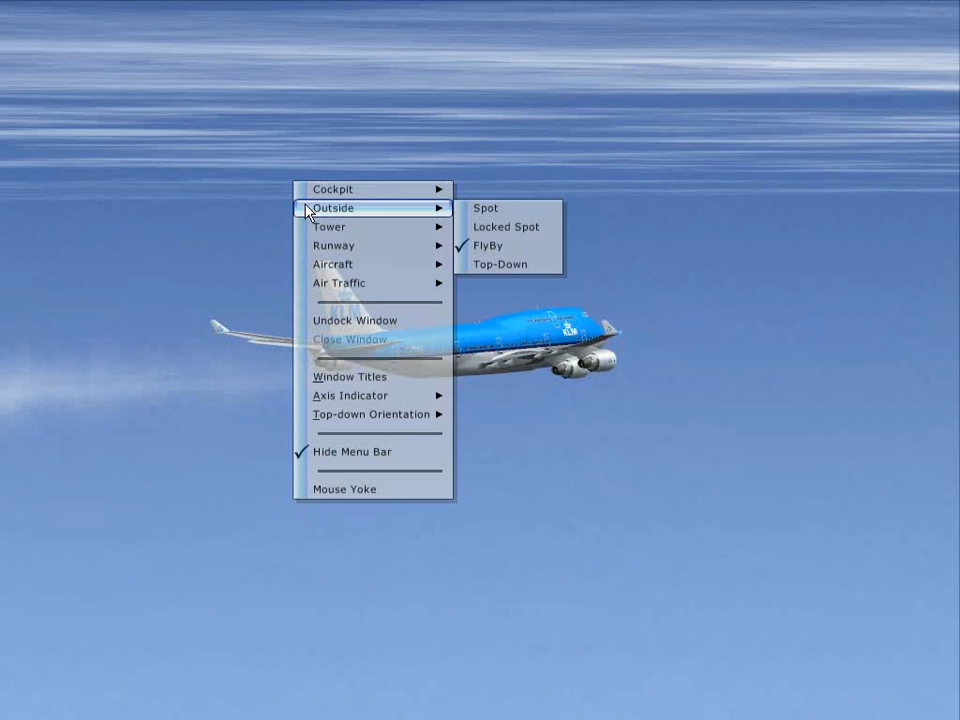 Cockpit
Outside
Tower
Runway
Aircraft
Air Traffic
Undock Window
Close Window
Window Titles
Axis Indicator
Top-down Orientation
Hide Menu Bar
Mouse Yoke
Spot
Locked Spot
FlyBy
Top-Down
KLM
KLM